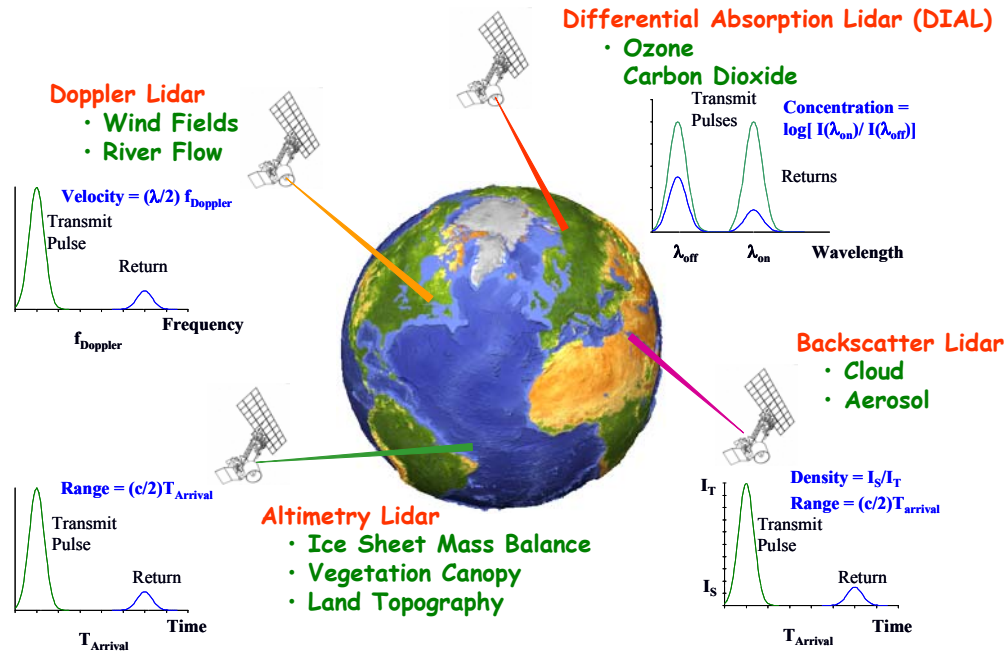 Differential Absorption Lidar (DIAL)
• Ozone
Carbon Dioxide
Transmit
Pulses
Concentration =
log[ I(λon)/ I(λoff)]
Returns
λoff
λon
Wavelength
Doppler Lidar
• Wind Fields
• River Flow
Velocity = (λ/2) fDoppler
Transmit
Pulse
Return
Frequency
fDoppler
Backscatter Lidar
• Cloud
• Aerosol
Density = IS/IT
Range = (c/2)Tarrival
IT
Transmit
Pulse
Return
IS
Time
TArrival
Range = (c/2)TArrival
Transmit
Pulse
Return
Time
TArrival
Altimetry Lidar
• Ice Sheet Mass Balance
• Vegetation Canopy
• Land Topography